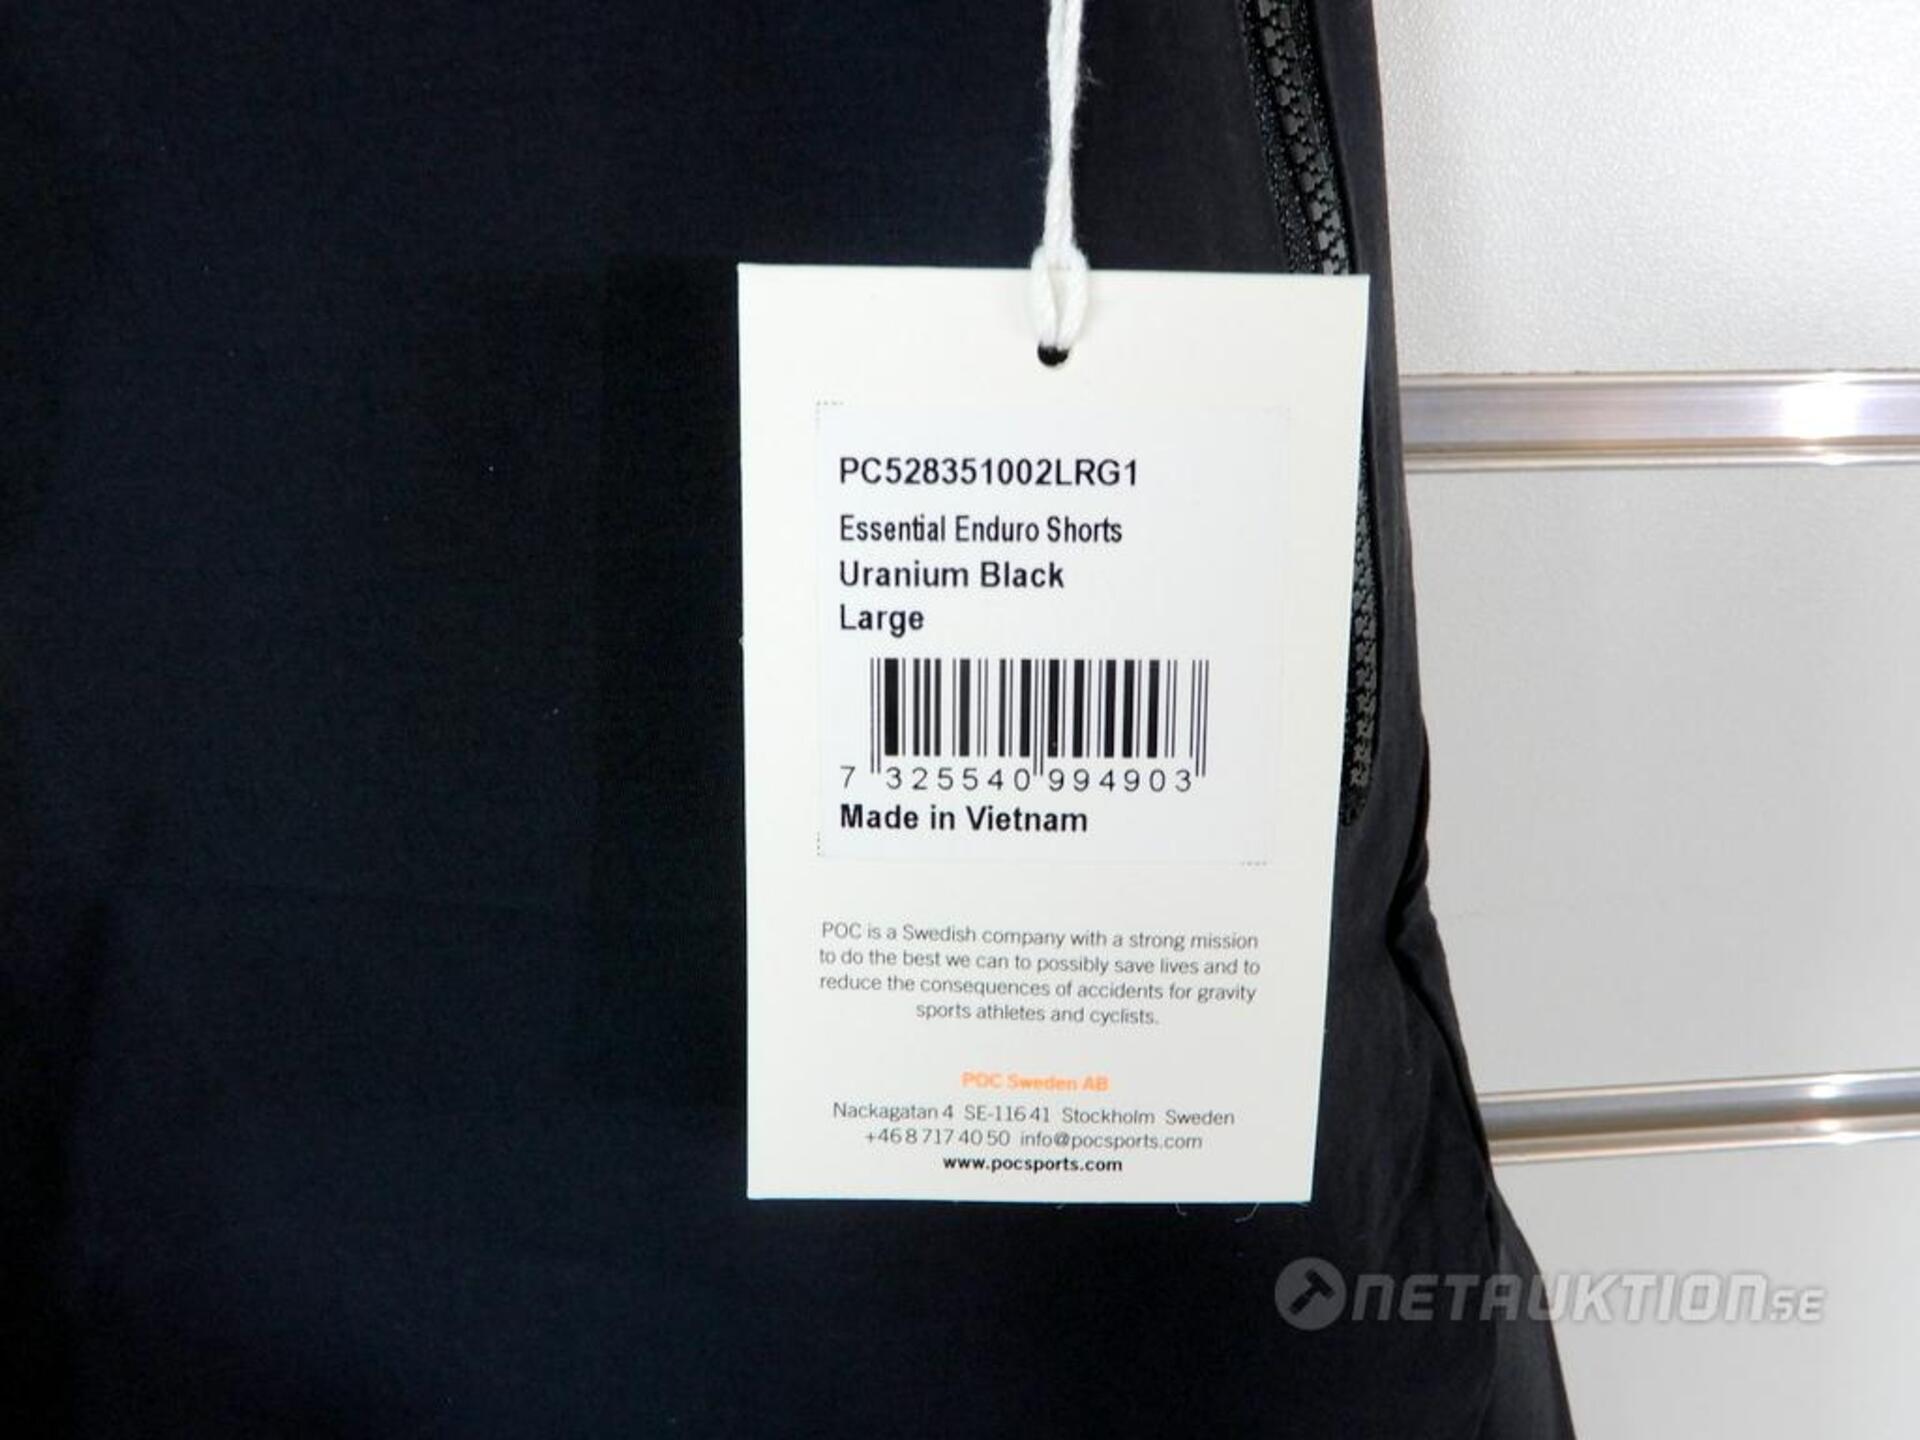 PC528351002LRG1
Essential Enduro Shorts
Uranium Black
Large
7 325540 994903
Made in Vietnam
POC is a Swedish company with a strong mission
to do the best we can to possibly save lives and to
reduce the consequences of accidents for gravity
sports athletes and cyclists.
POC Sweden AB
Nackagatan 4 SE-116 41 Stockholm Sweden
+46 8 717 40 50 info@pocsports.com
www.pocsports.com
NETAUKTION.SE